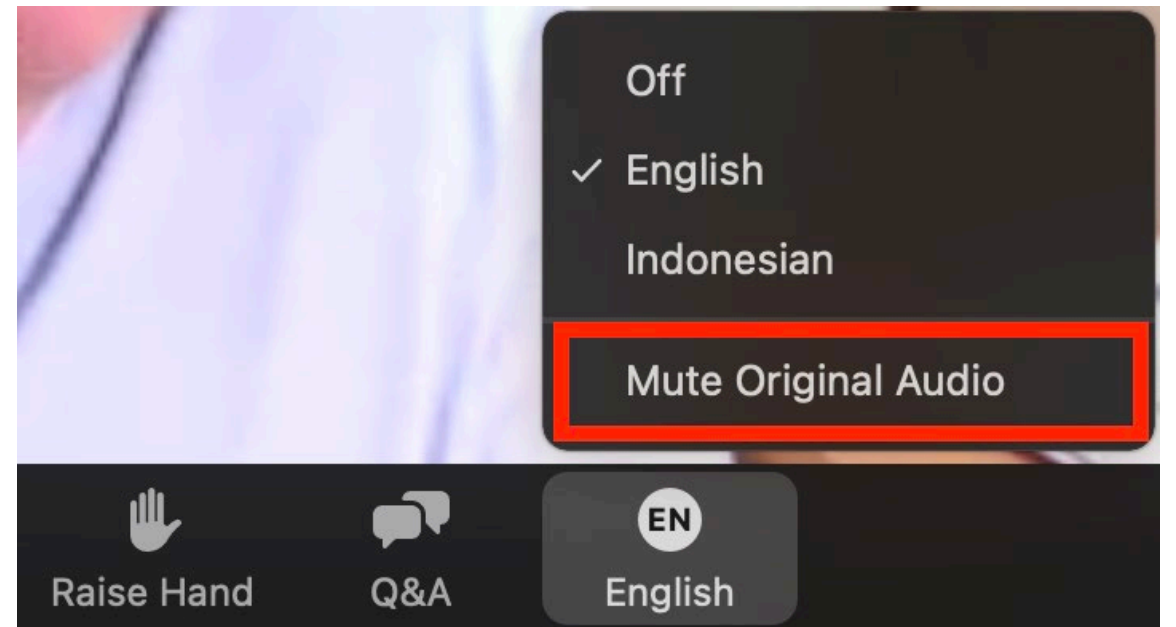 Off
English
Indonesian
Mute Original Audio
EN
Raise Hand
Q&A
English